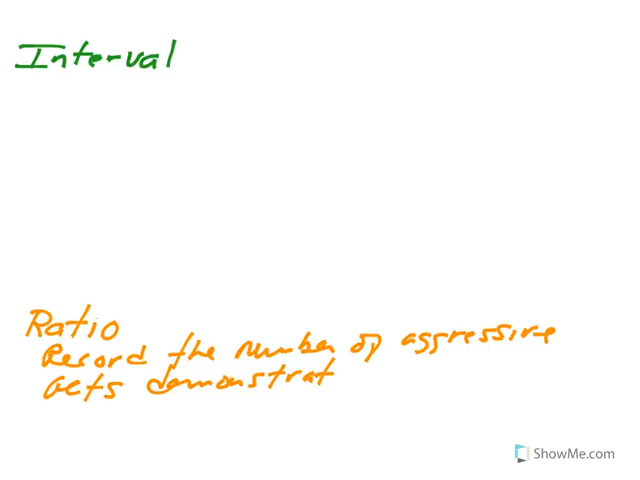 Interval
Ratio
Record the number of aggressive
acts demonstrat
ShowMe.com